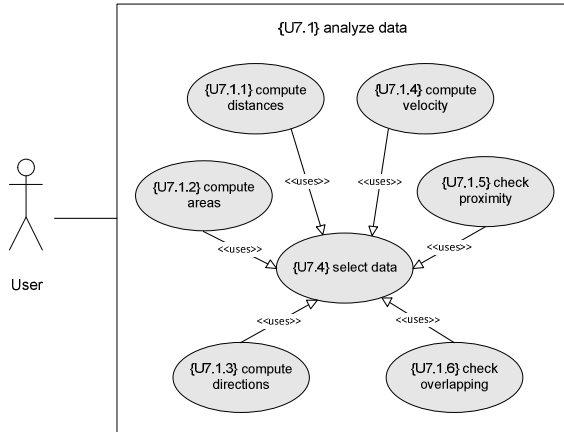 {U7.1} analyze data
{U7.1.1} compute
distances
{U7.1.4} compute
velocity
<<uses>>
<<uses>>
{U7.1.2} compute
areas
{U7.1.5} check
proximity
<<uses>>
<<uses>>
{U7.4} select data
User
<<uses>>
<<uses>>
{U7.1.3} compute
directions
{U7.1.6} check
overlapping